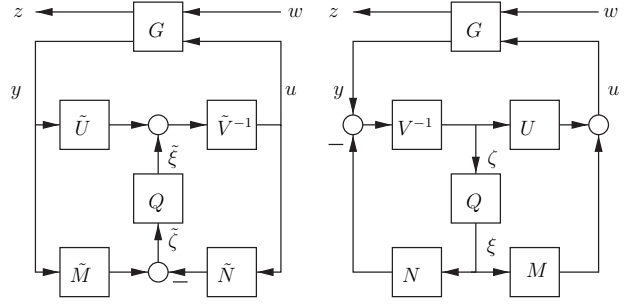 z G w
y u
Ũ Ṽ⁻¹
ξ̃
Q
ζ̃
M̃ − Ñ
z G w
y u
− V⁻¹ U
ζ
Q
ξ
N M